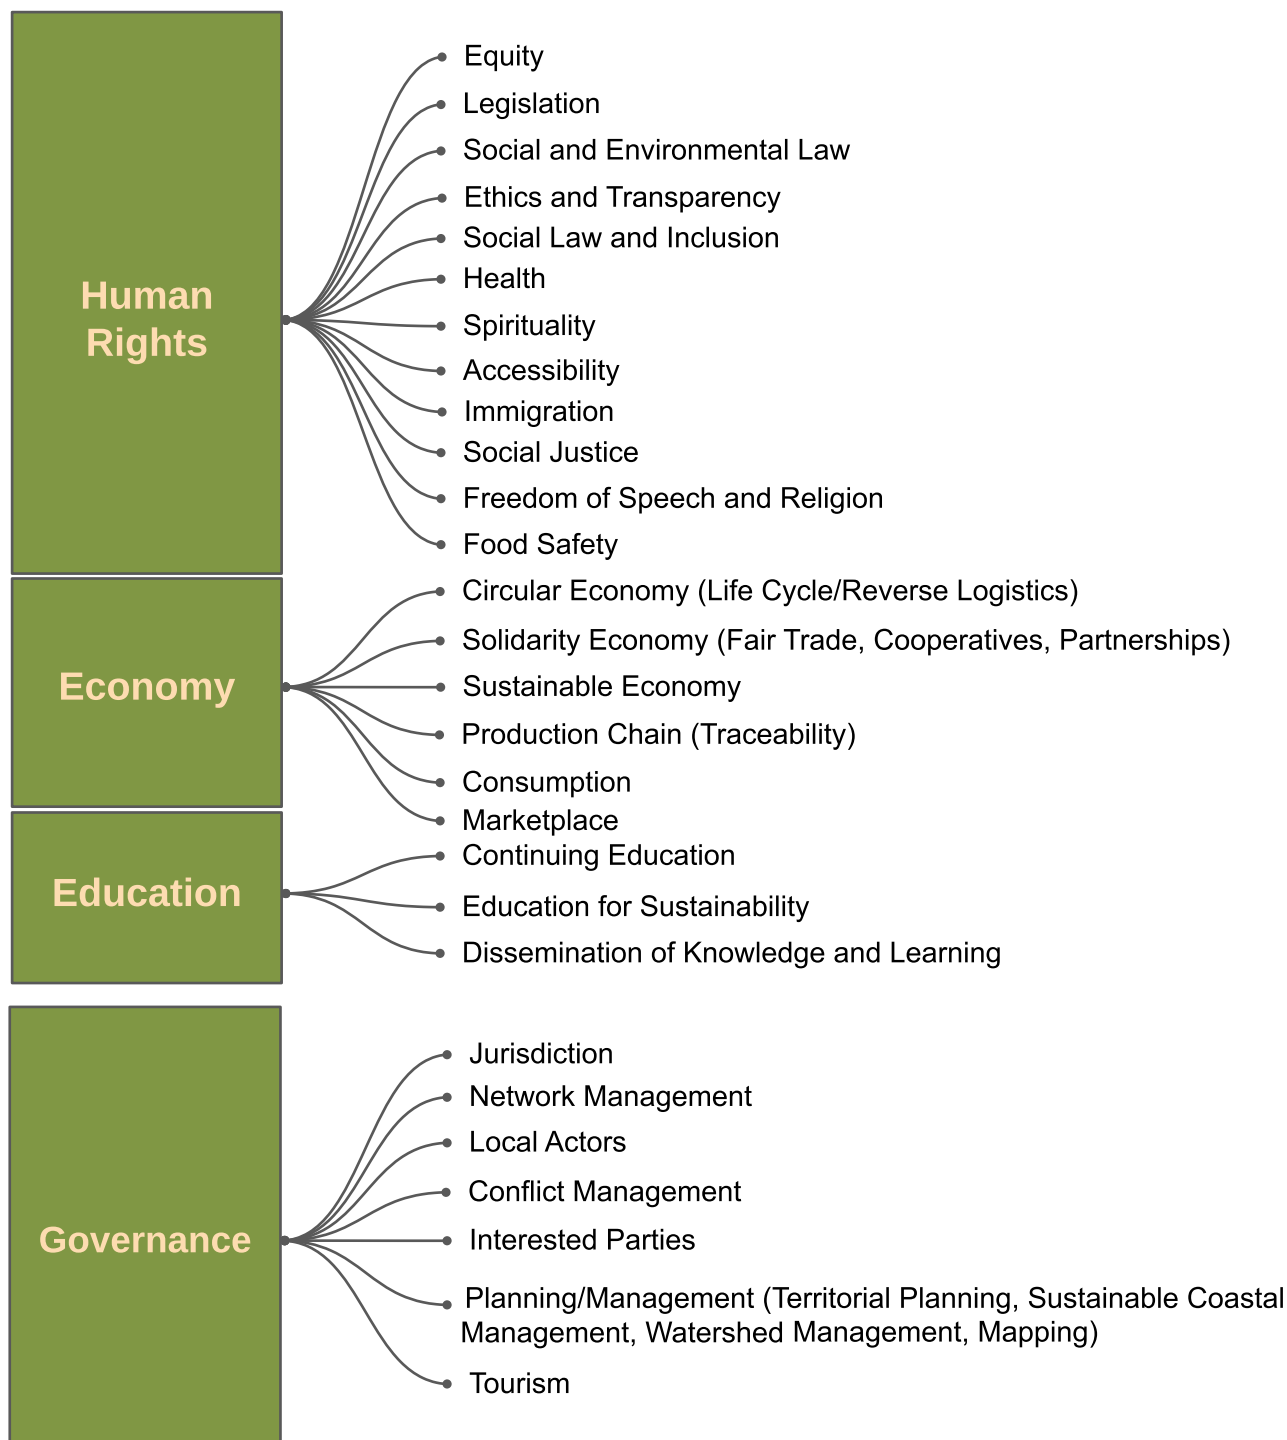 Human
Rights
Equity
Legislation
Social and Environmental Law
Ethics and Transparency
Social Law and Inclusion
Health
Spirituality
Accessibility
Immigration
Social Justice
Freedom of Speech and Religion
Food Safety
Economy
Circular Economy (Life Cycle/Reverse Logistics)
Solidarity Economy (Fair Trade, Cooperatives, Partnerships)
Sustainable Economy
Production Chain (Traceability)
Consumption
Marketplace
Education
Continuing Education
Education for Sustainability
Dissemination of Knowledge and Learning
Governance
Jurisdiction
Network Management
Local Actors
Conflict Management
Interested Parties
Planning/Management (Territorial Planning, Sustainable Coastal
Management, Watershed Management, Mapping)
Tourism